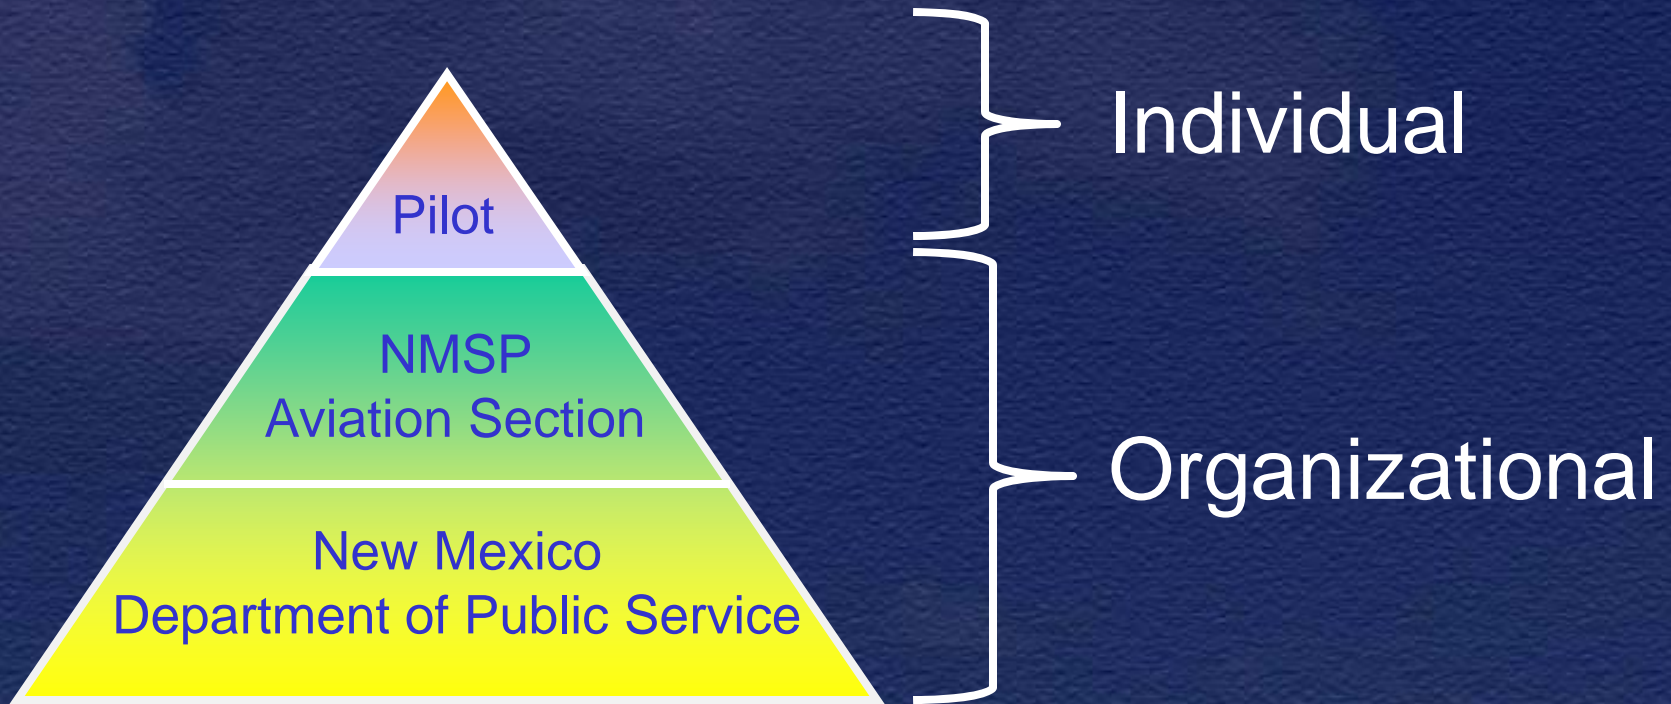 Pilot
NMSP
Aviation Section
New Mexico
Department of Public Service
Individual
Organizational